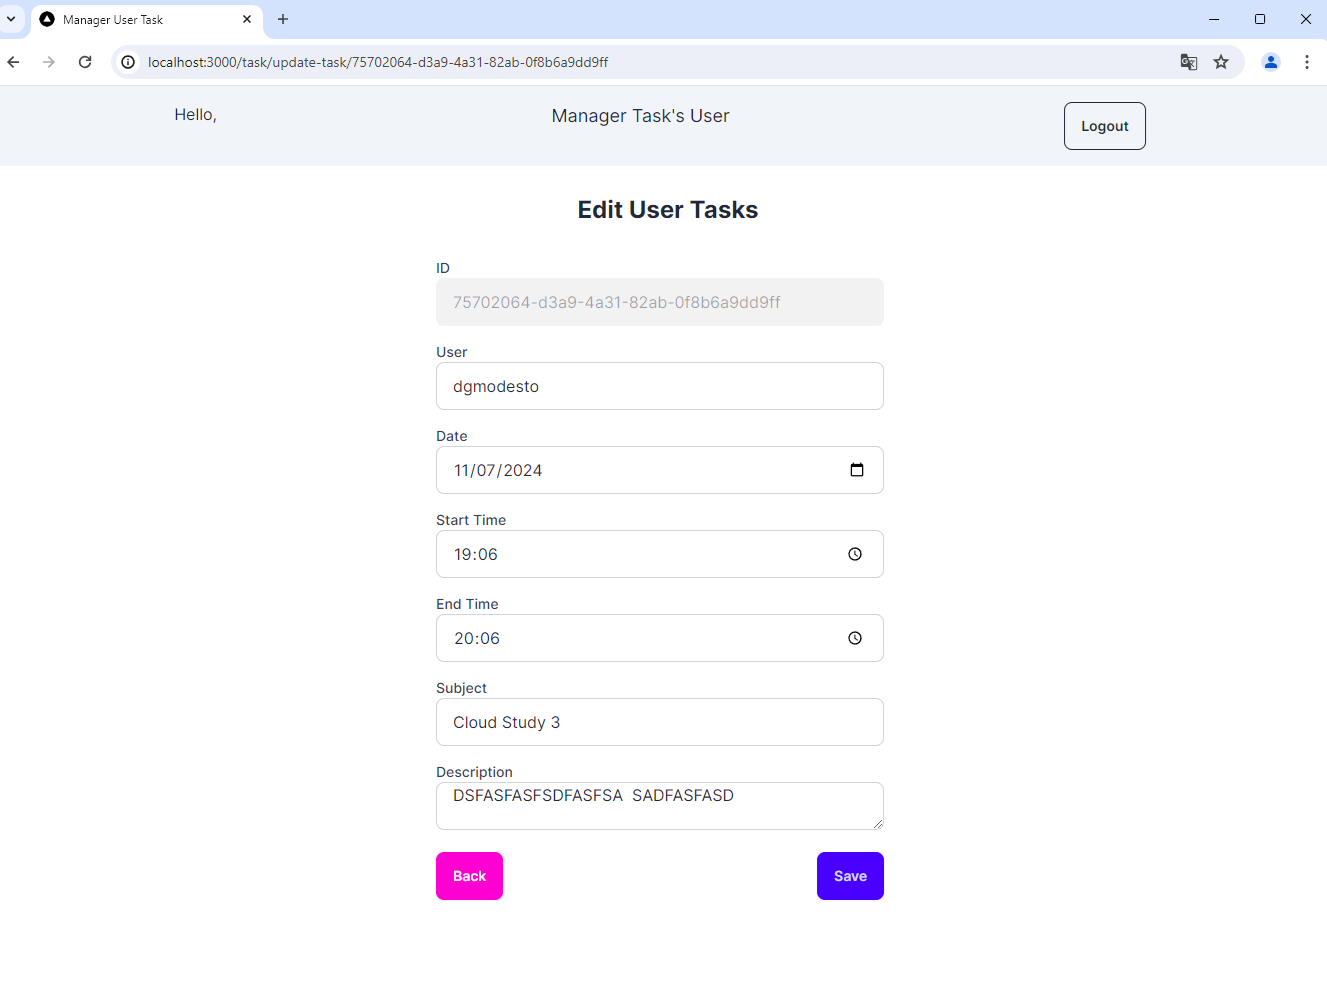 Manager User Task
localhost:3000/task/update-task/75702064-d3a9-4a31-82ab-0f8b6a9dd9ff
Hello,
Manager Task's User
Logout
Edit User Tasks
ID
75702064-d3a9-4a31-82ab-0f8b6a9dd9ff
User
dgmodesto
Date
11/07/2024
Start Time
19:06
End Time
20:06
Subject
Cloud Study 3
Description
DSFASFASFSDFASFSA  SADFASFASD
Back
Save